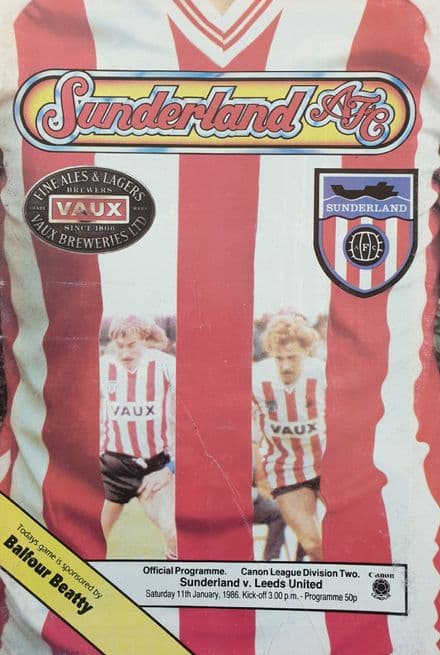 Sunderland AFC
FINE ALES & LAGERS
BREWERS
TRADE VAUX MARK
SINCE 1806
VAUX BREWERIES LTD
SUNDERLAND
A F C
VAUX
VAUX
Todays game is sponsored by
Balfour Beatty
Official Programme. Canon League Division Two.
Sunderland v. Leeds United
Saturday 11th January, 1986. Kick-off 3.00 p.m. - Programme 50p
Canon